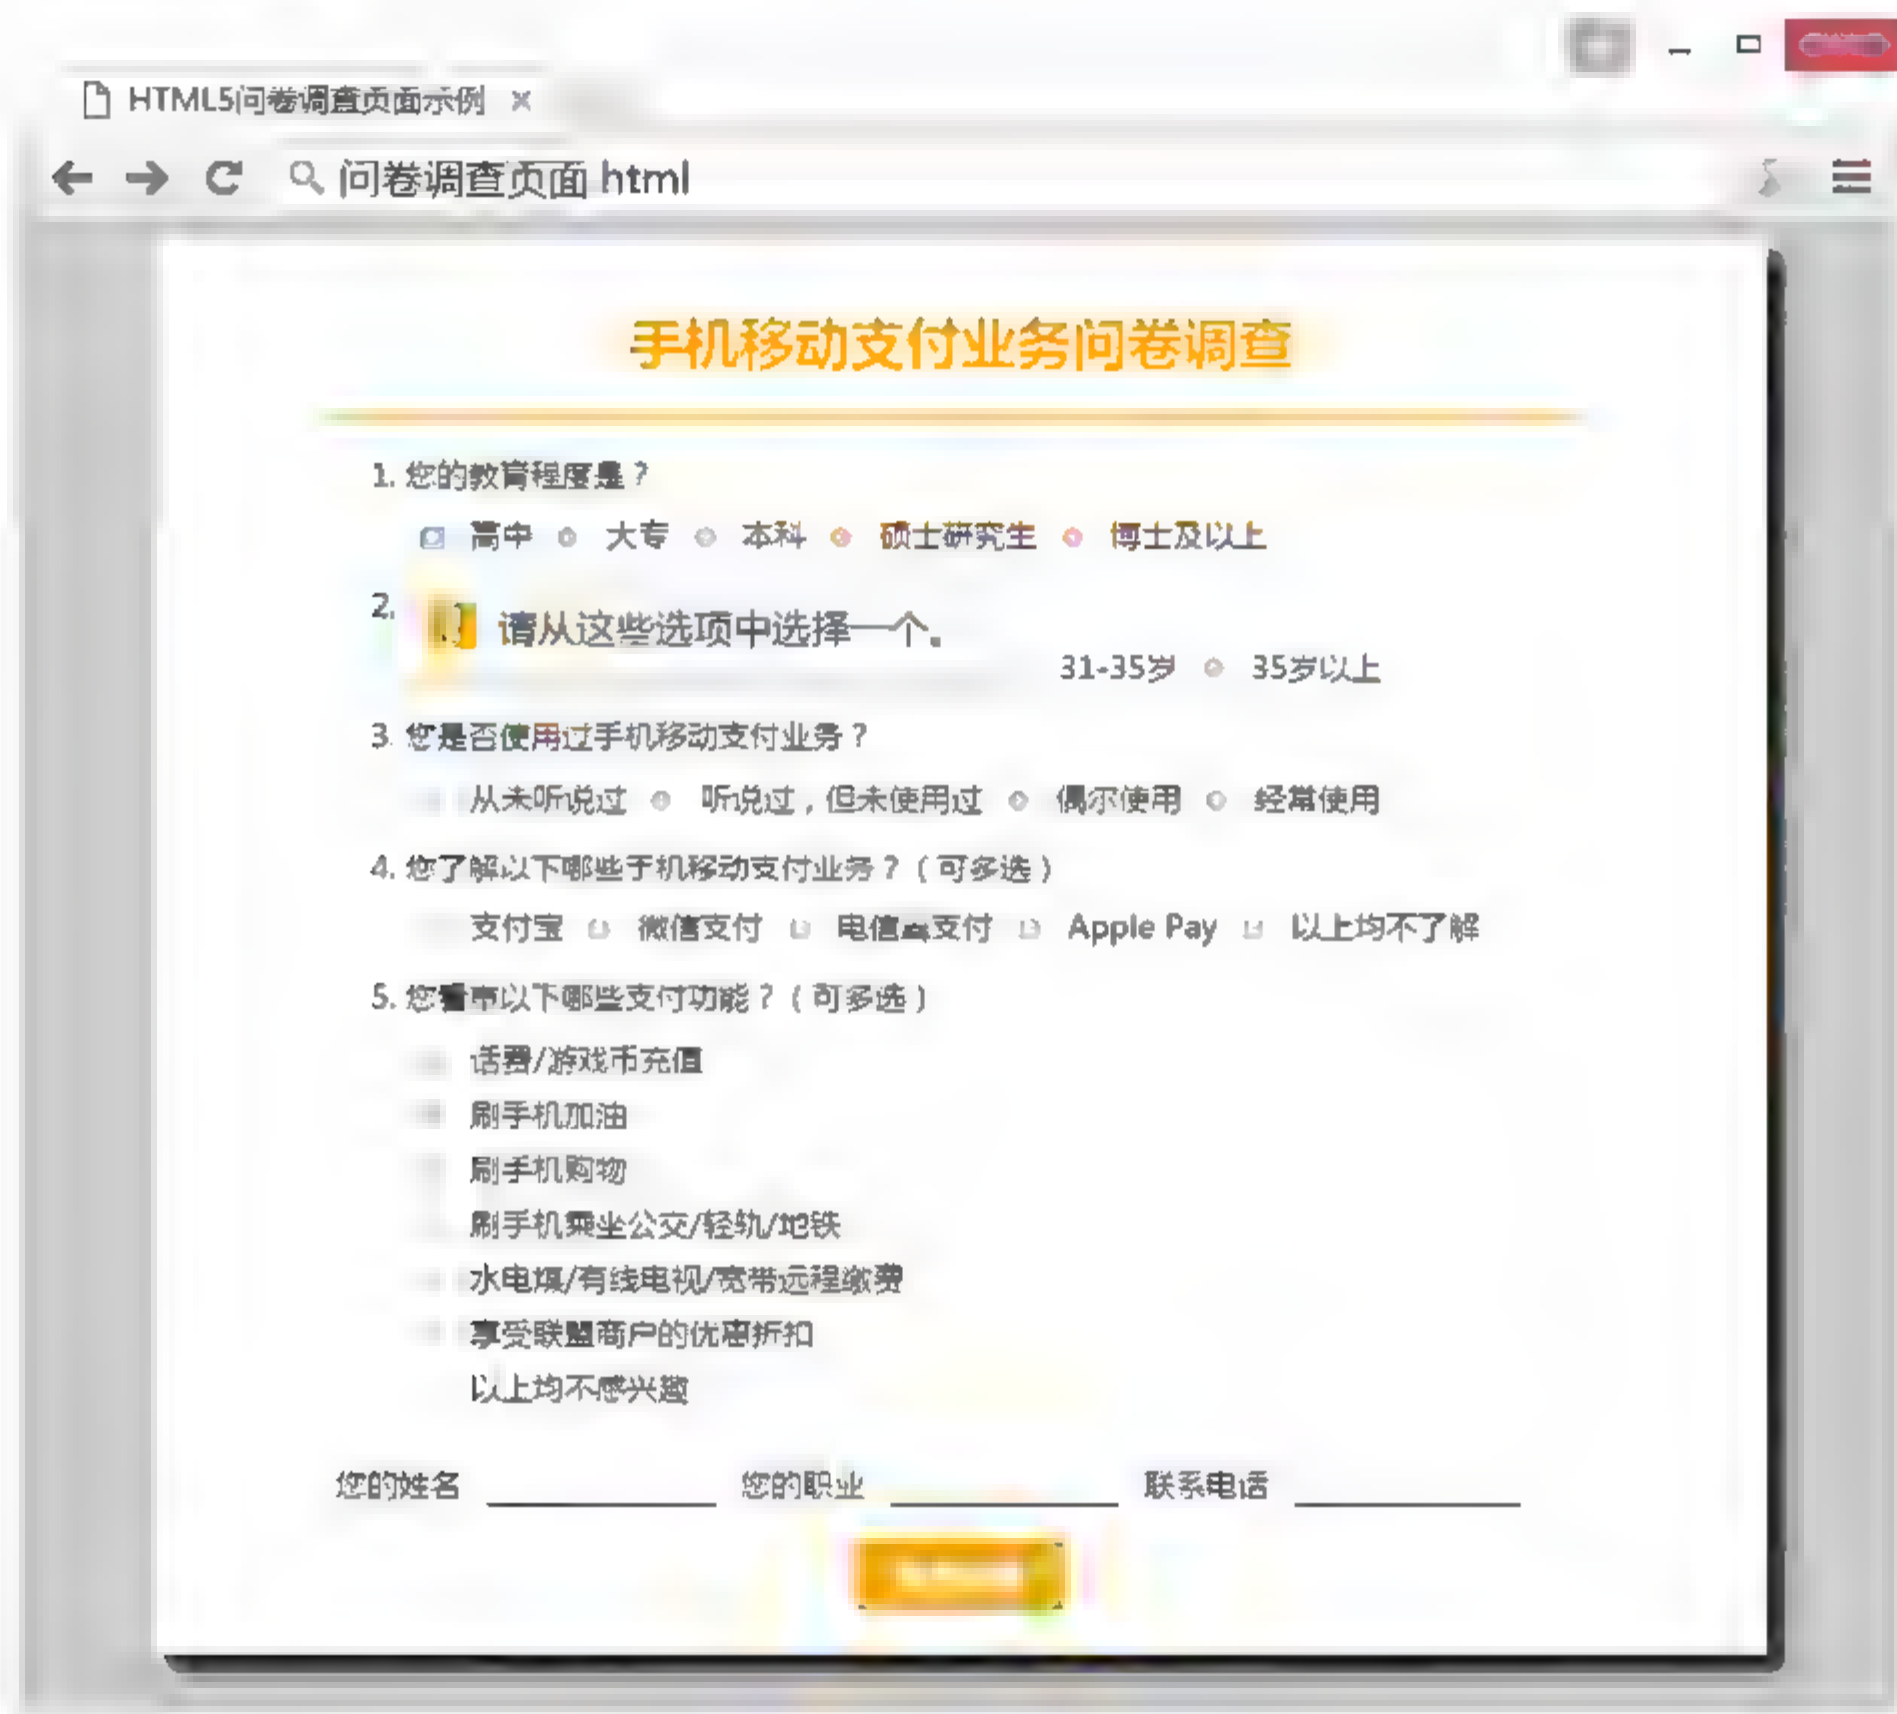 HTML5问卷调查页面示例
问卷调查页面 html
手机移动支付业务问卷调查
1. 您的教育程度是？
高中 大专 本科 硕士研究生 博士及以上
2.
请从这些选项中选择一个。
31-35岁 35岁以上
3. 您是否使用过手机移动支付业务？
从未听说过 听说过，但未使用过 偶尔使用 经常使用
4. 您了解以下哪些手机移动支付业务？（可多选）
支付宝 微信支付 电信 支付 Apple Pay 以上均不了解
5. 您 以下哪些支付功能？（可多选）
话费/游戏币充值
刷手机加油
刷手机购物
刷手机乘坐公交/轻轨/地铁
水电煤/有线电视/宽带远程缴费
享受联盟商户的优惠折扣
以上均不感兴趣
您的姓名 您的职业 联系电话